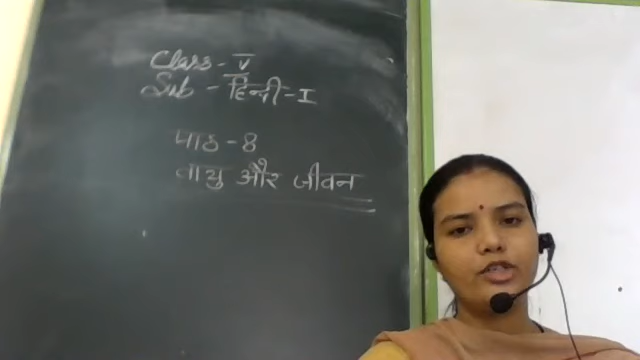 Class - V
Sub - हिन्दी - I
पाठ - 8
वायु और जीवन